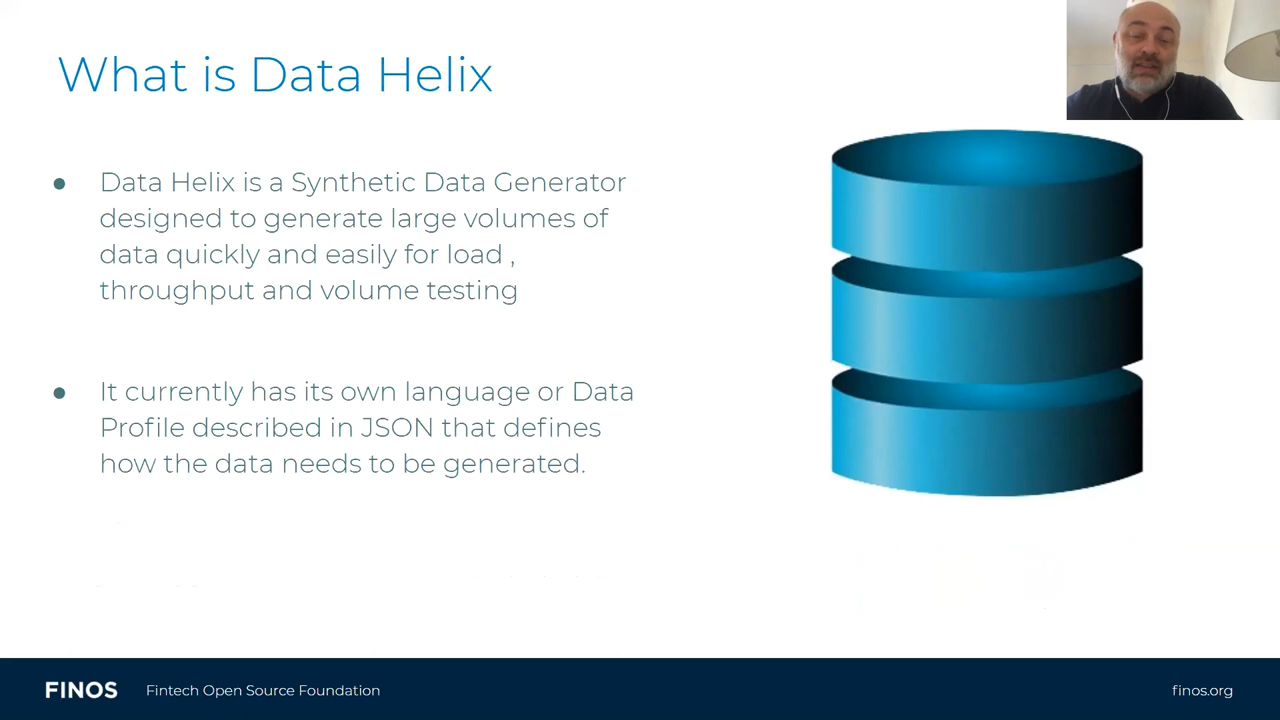 What is Data Helix
● Data Helix is a Synthetic Data Generator
designed to generate large volumes of
data quickly and easily for load ,
throughput and volume testing
● It currently has its own language or Data
Profile described in JSON that defines
how the data needs to be generated.
FINOS Fintech Open Source Foundation finos.org